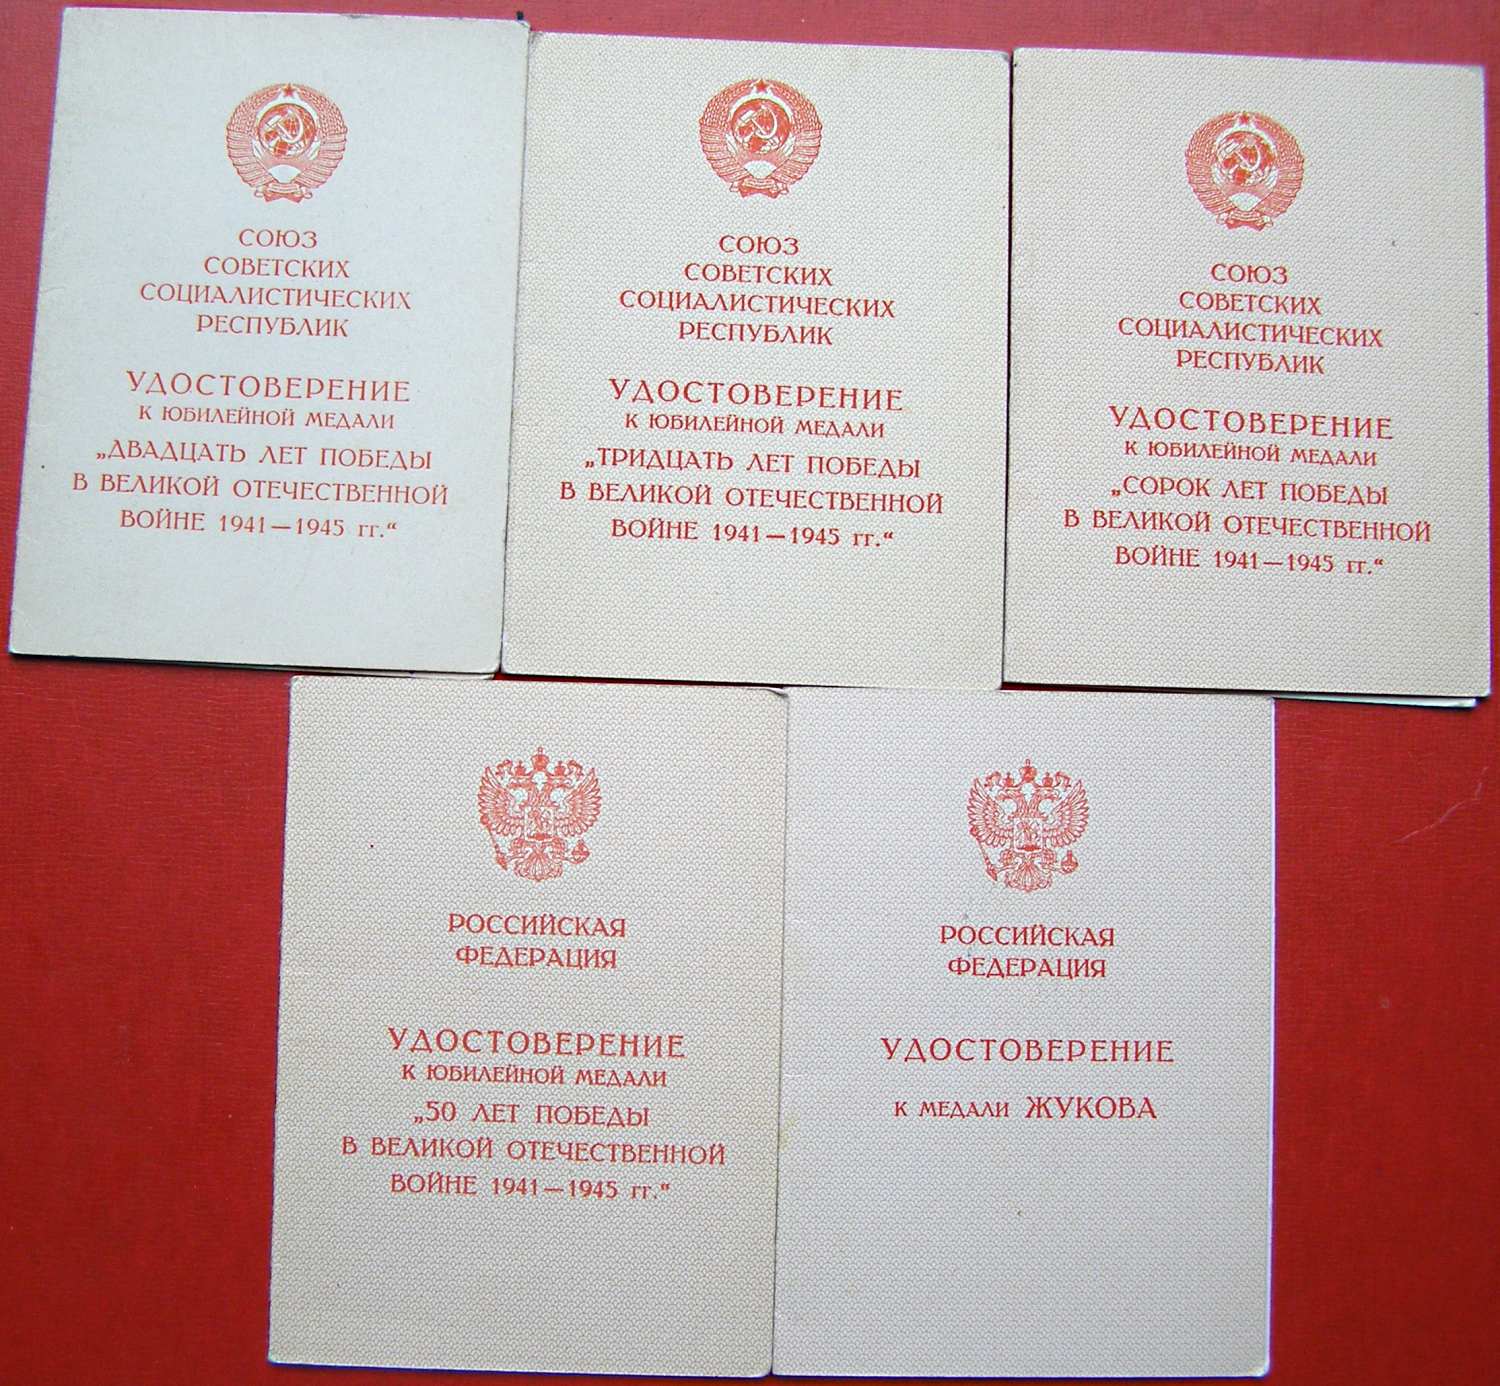 СОЮЗ
СОВЕТСКИХ
СОЦИАЛИСТИЧЕСКИХ
РЕСПУБЛИК
УДОСТОВЕРЕНИЕ
К ЮБИЛЕЙНОЙ МЕДАЛИ
„ДВАДЦАТЬ ЛЕТ ПОБЕДЫ
В ВЕЛИКОЙ ОТЕЧЕСТВЕННОЙ
ВОЙНЕ 1941—1945 гг.“
СОЮЗ
СОВЕТСКИХ
СОЦИАЛИСТИЧЕСКИХ
РЕСПУБЛИК
УДОСТОВЕРЕНИЕ
К ЮБИЛЕЙНОЙ МЕДАЛИ
„ТРИДЦАТЬ ЛЕТ ПОБЕДЫ
В ВЕЛИКОЙ ОТЕЧЕСТВЕННОЙ
ВОЙНЕ 1941—1945 гг.“
СОЮЗ
СОВЕТСКИХ
СОЦИАЛИСТИЧЕСКИХ
РЕСПУБЛИК
УДОСТОВЕРЕНИЕ
К ЮБИЛЕЙНОЙ МЕДАЛИ
„СОРОК ЛЕТ ПОБЕДЫ
В ВЕЛИКОЙ ОТЕЧЕСТВЕННОЙ
ВОЙНЕ 1941—1945 гг.“
РОССИЙСКАЯ
ФЕДЕРАЦИЯ
УДОСТОВЕРЕНИЕ
К ЮБИЛЕЙНОЙ МЕДАЛИ
„50 ЛЕТ ПОБЕДЫ
В ВЕЛИКОЙ ОТЕЧЕСТВЕННОЙ
ВОЙНЕ 1941—1945 гг.“
РОССИЙСКАЯ
ФЕДЕРАЦИЯ
УДОСТОВЕРЕНИЕ
К МЕДАЛИ ЖУКОВА